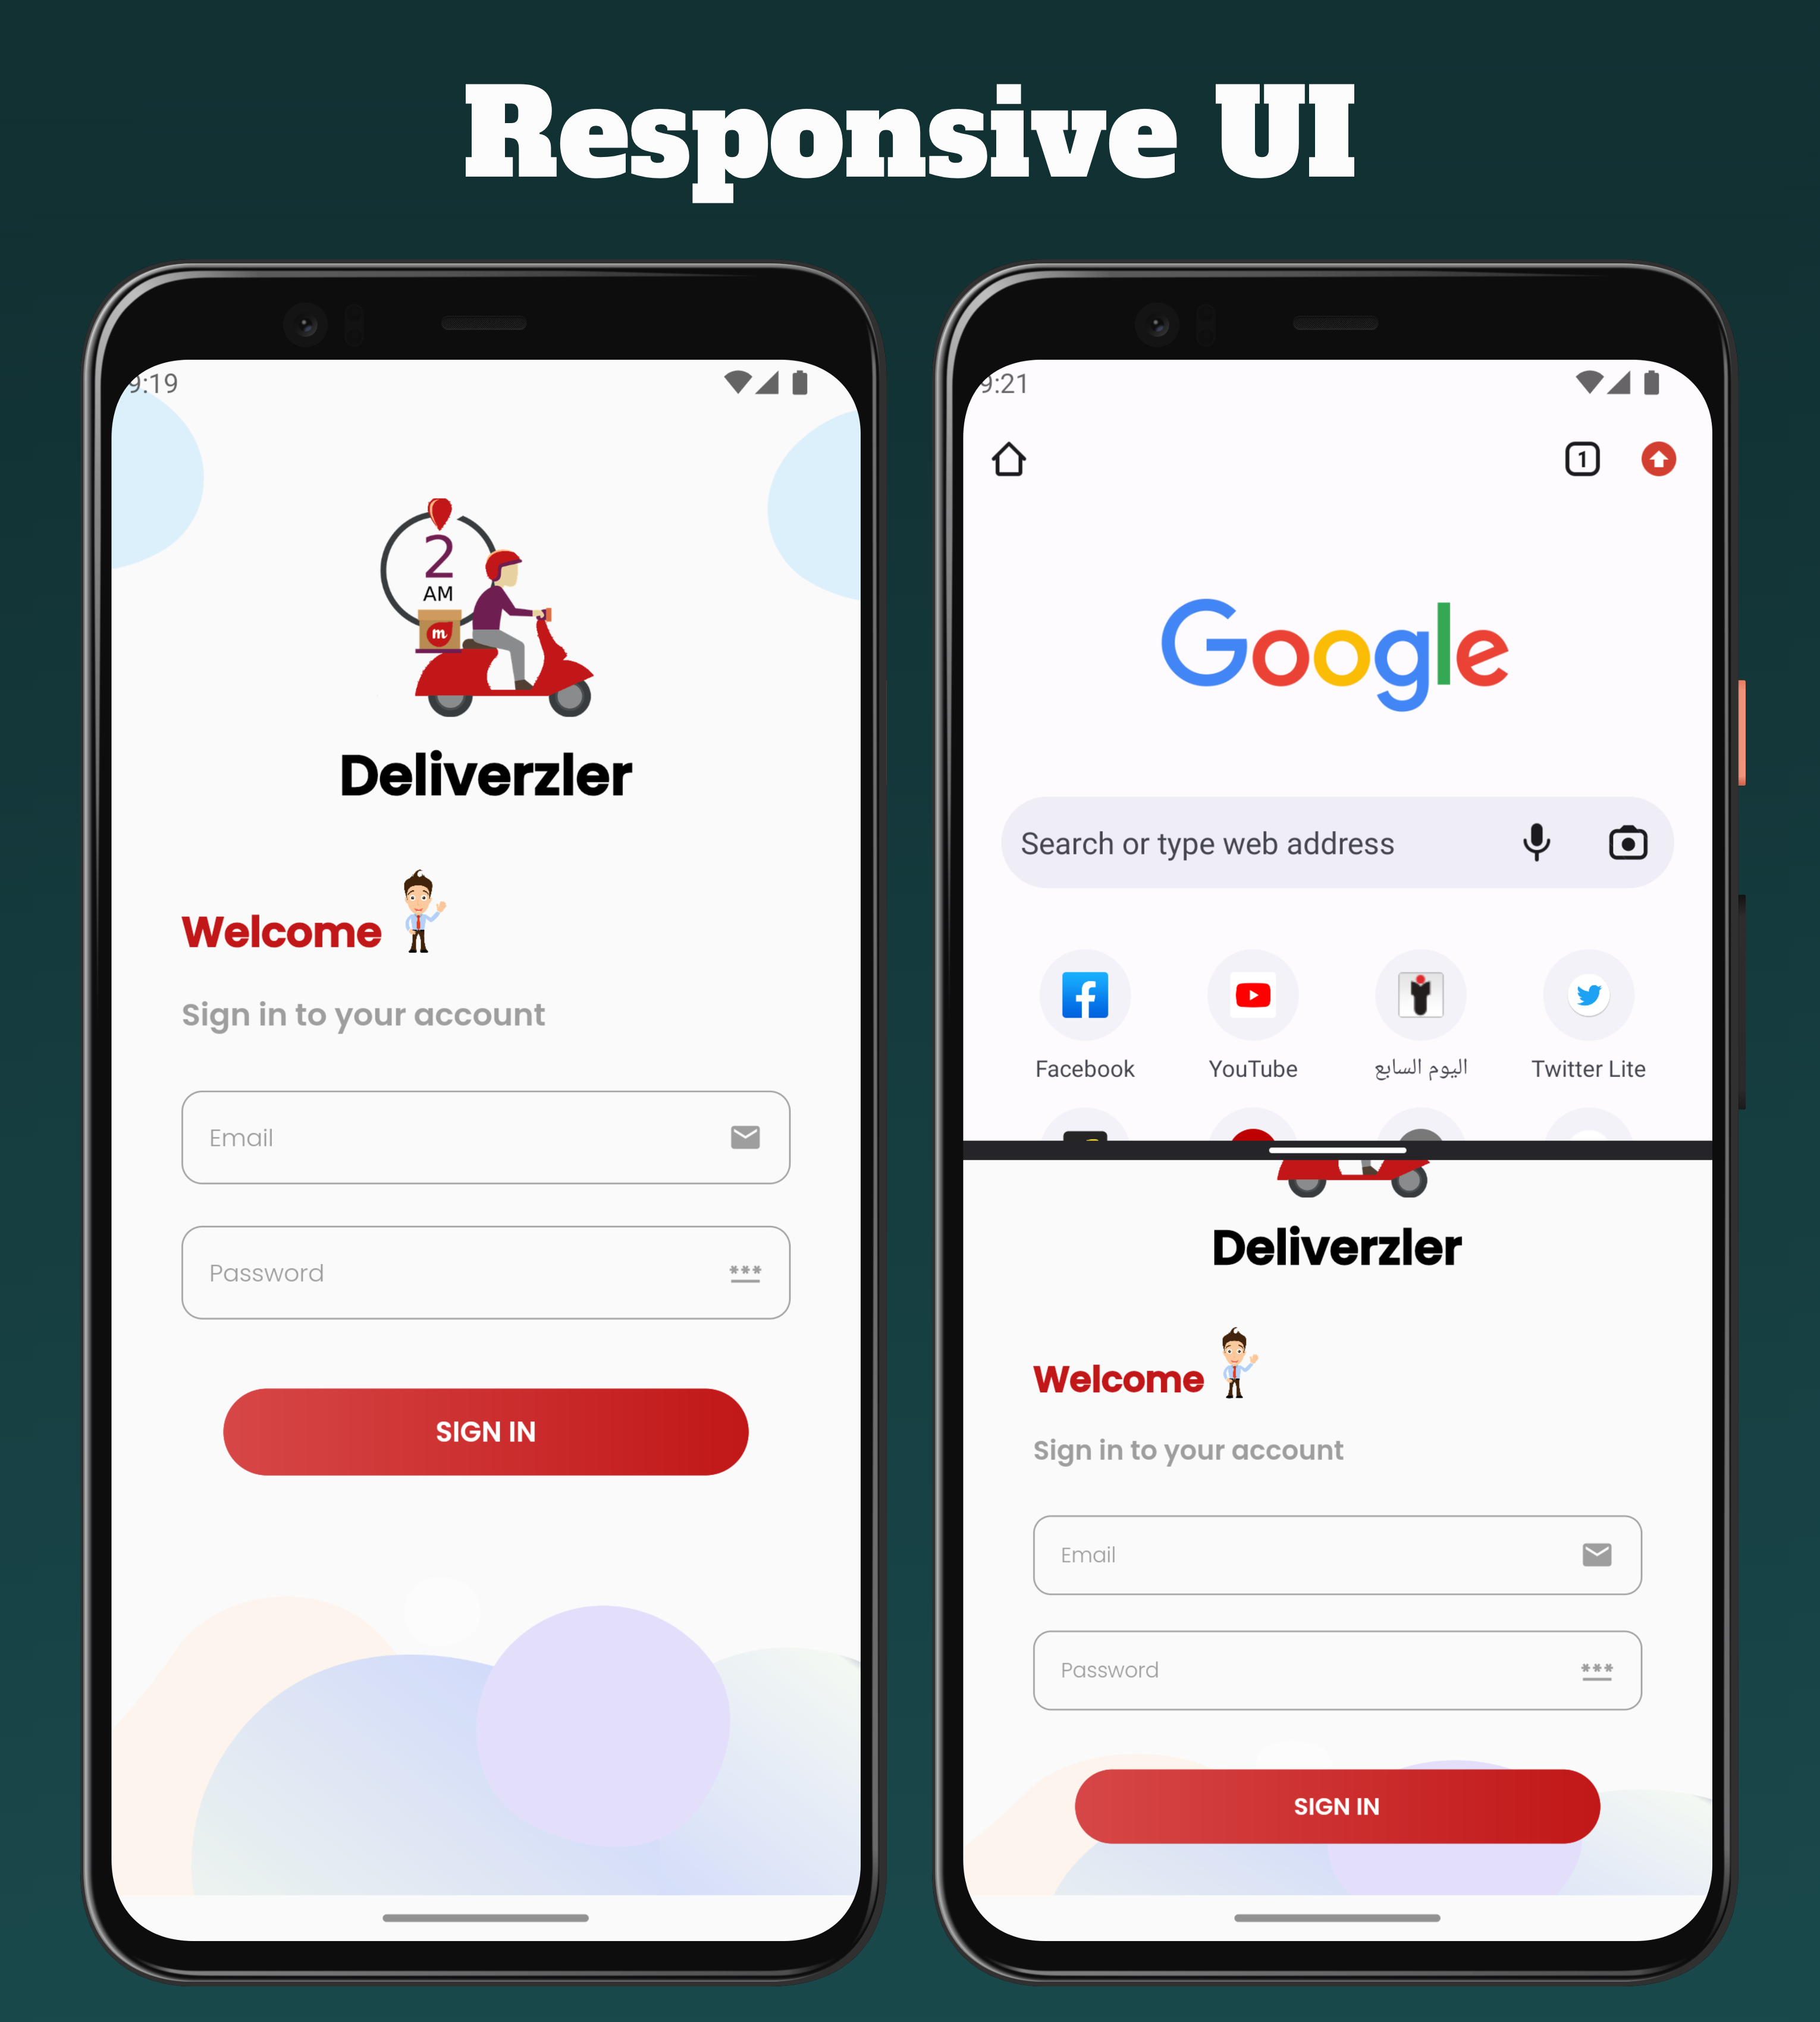 Responsive UI
9:19
2
AM
m
Deliverzler
Welcome
Sign in to your account
Email
Password
***
SIGN IN
9:21
1
Google
Search or type web address
Facebook
YouTube
اليوم السابع
Twitter Lite
Deliverzler
Welcome
Sign in to your account
Email
Password
***
SIGN IN